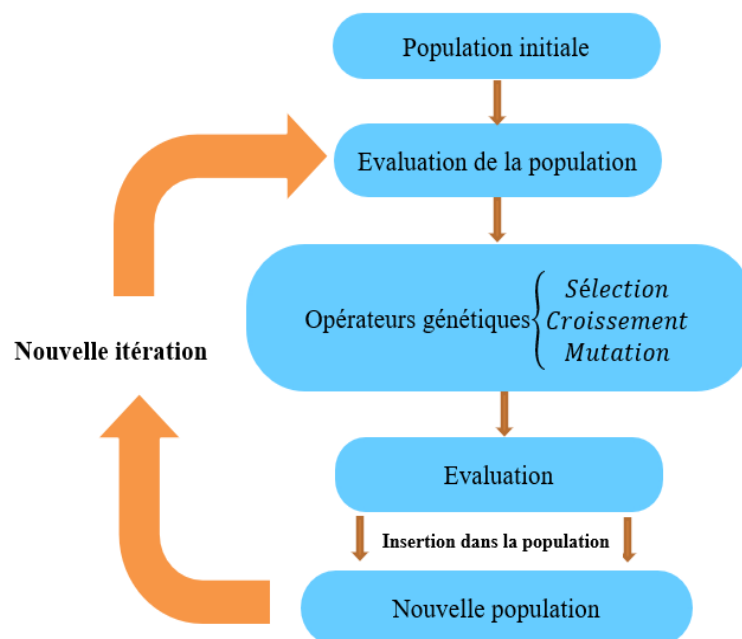 Population initiale
Evaluation de la population
Opérateurs génétiques
Sélection
Croissement
Mutation
Nouvelle itération
Evaluation
Insertion dans la population
Nouvelle population